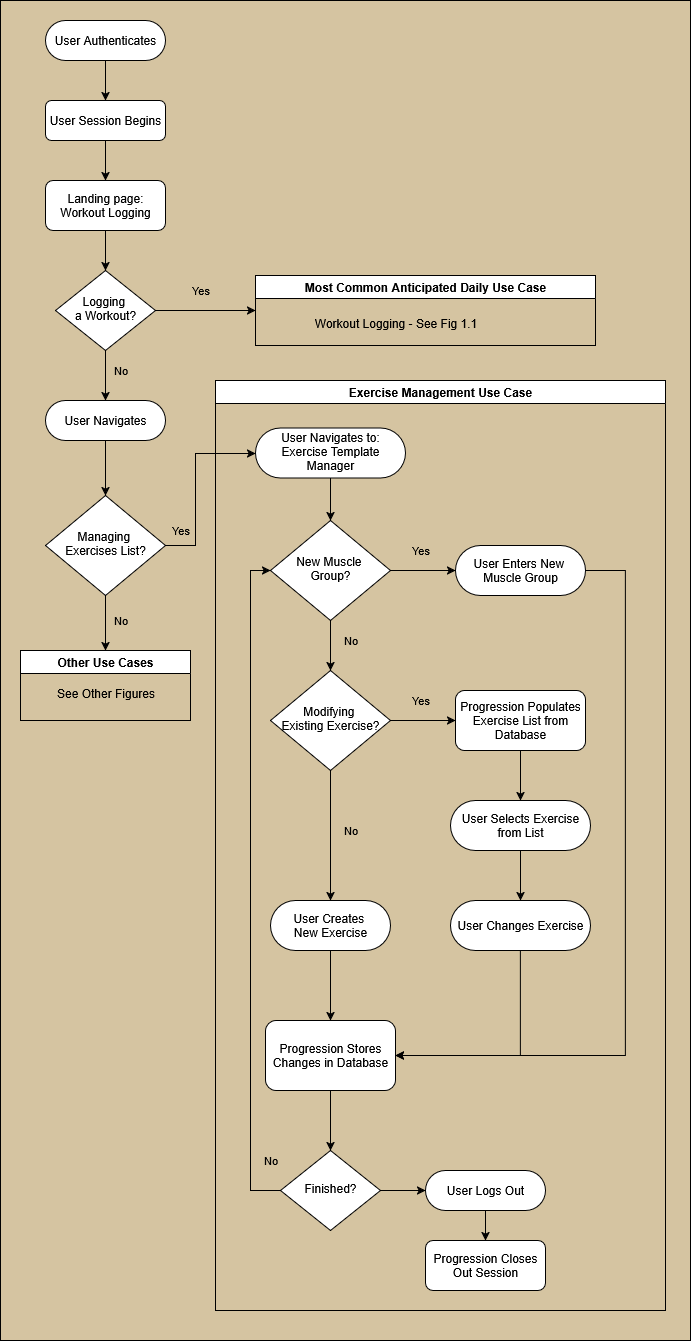 User Authenticates
User Session Begins
Landing page:
Workout Logging
Logging
a Workout?
Yes
Most Common Anticipated Daily Use Case
Workout Logging - See Fig 1.1
No
User Navigates
Managing
Exercises List?
Yes
No
Other Use Cases
See Other Figures
Exercise Management Use Case
User Navigates to:
Exercise Template
Manager
New Muscle
Group?
Yes
User Enters New
Muscle Group
No
Modifying
Existing Exercise?
Yes
Progression Populates
Exercise List from
Database
User Selects Exercise
from List
No
User Creates
New Exercise
User Changes Exercise
Progression Stores
Changes in Database
No
Finished?
User Logs Out
Progression Closes
Out Session